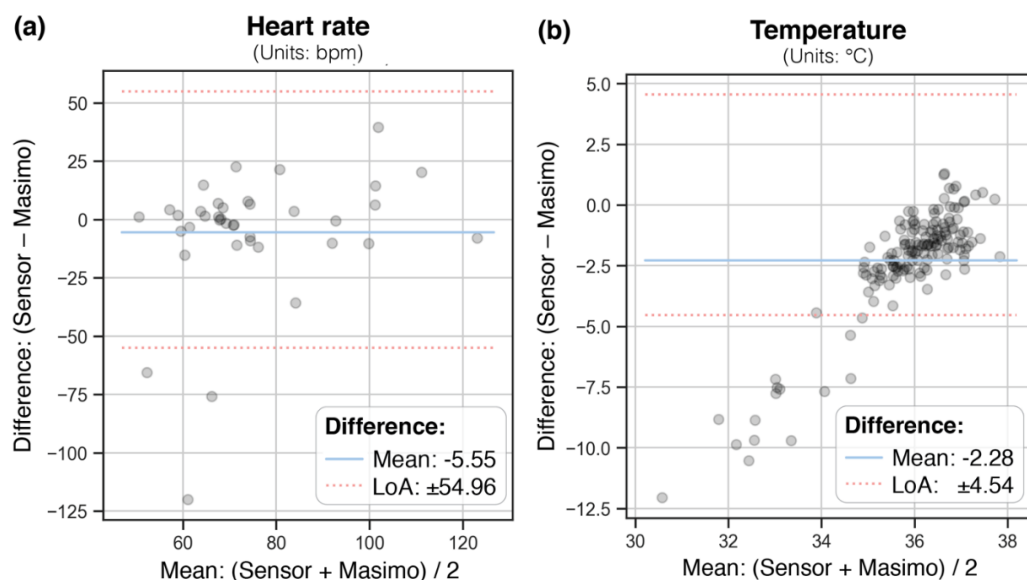 (a)
Heart rate
(Units: bpm)
Difference: (Sensor – Masimo)
50
25
0
−25
−50
−75
−100
−125
60
80
100
120
Mean: (Sensor + Masimo) / 2
Difference:
Mean: -5.55
LoA: ±54.96
(b)
Temperature
(Units: °C)
Difference: (Sensor – Masimo)
5.0
2.5
0.0
−2.5
−5.0
−7.5
−10.0
−12.5
30
32
34
36
38
Mean: (Sensor + Masimo) / 2
Difference:
Mean: -2.28
LoA: ±4.54